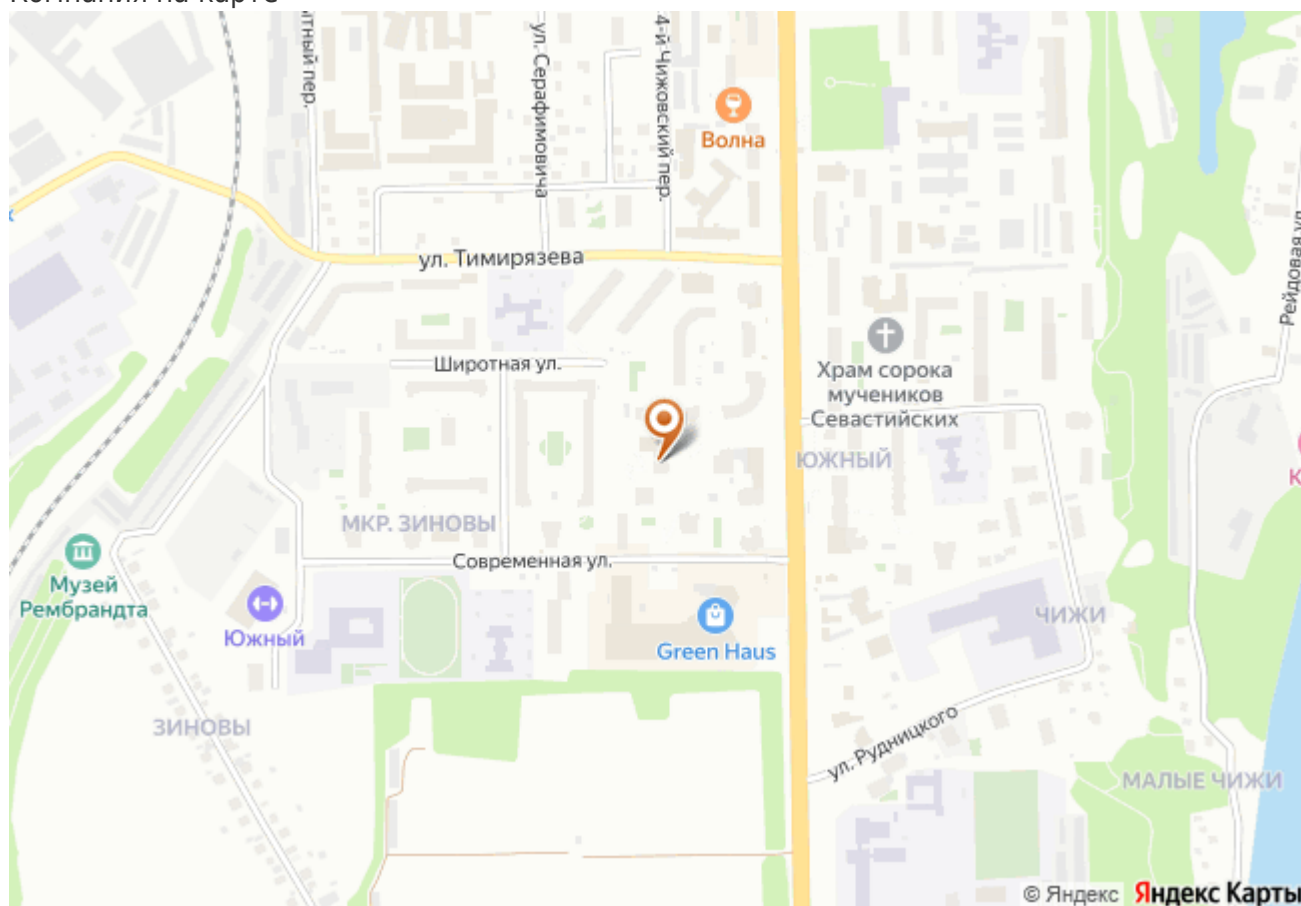 Компания на карте
ул. Серафимовича
4-й Чижовский пер.
Волна
ул. Тимирязева
Рейдовая ул.
Широтная ул.
Храм сорока
мучеников
Севастийских
ЮЖНЫЙ
МКР. ЗИНОВЫ
Современная ул.
Музей
Рембрандта
Южный
Green Haus
ЧИЖИ
ЗИНОВЫ
ул. Рудницкого
МАЛЫЕ ЧИЖИ
© Яндекс Яндекс Карты